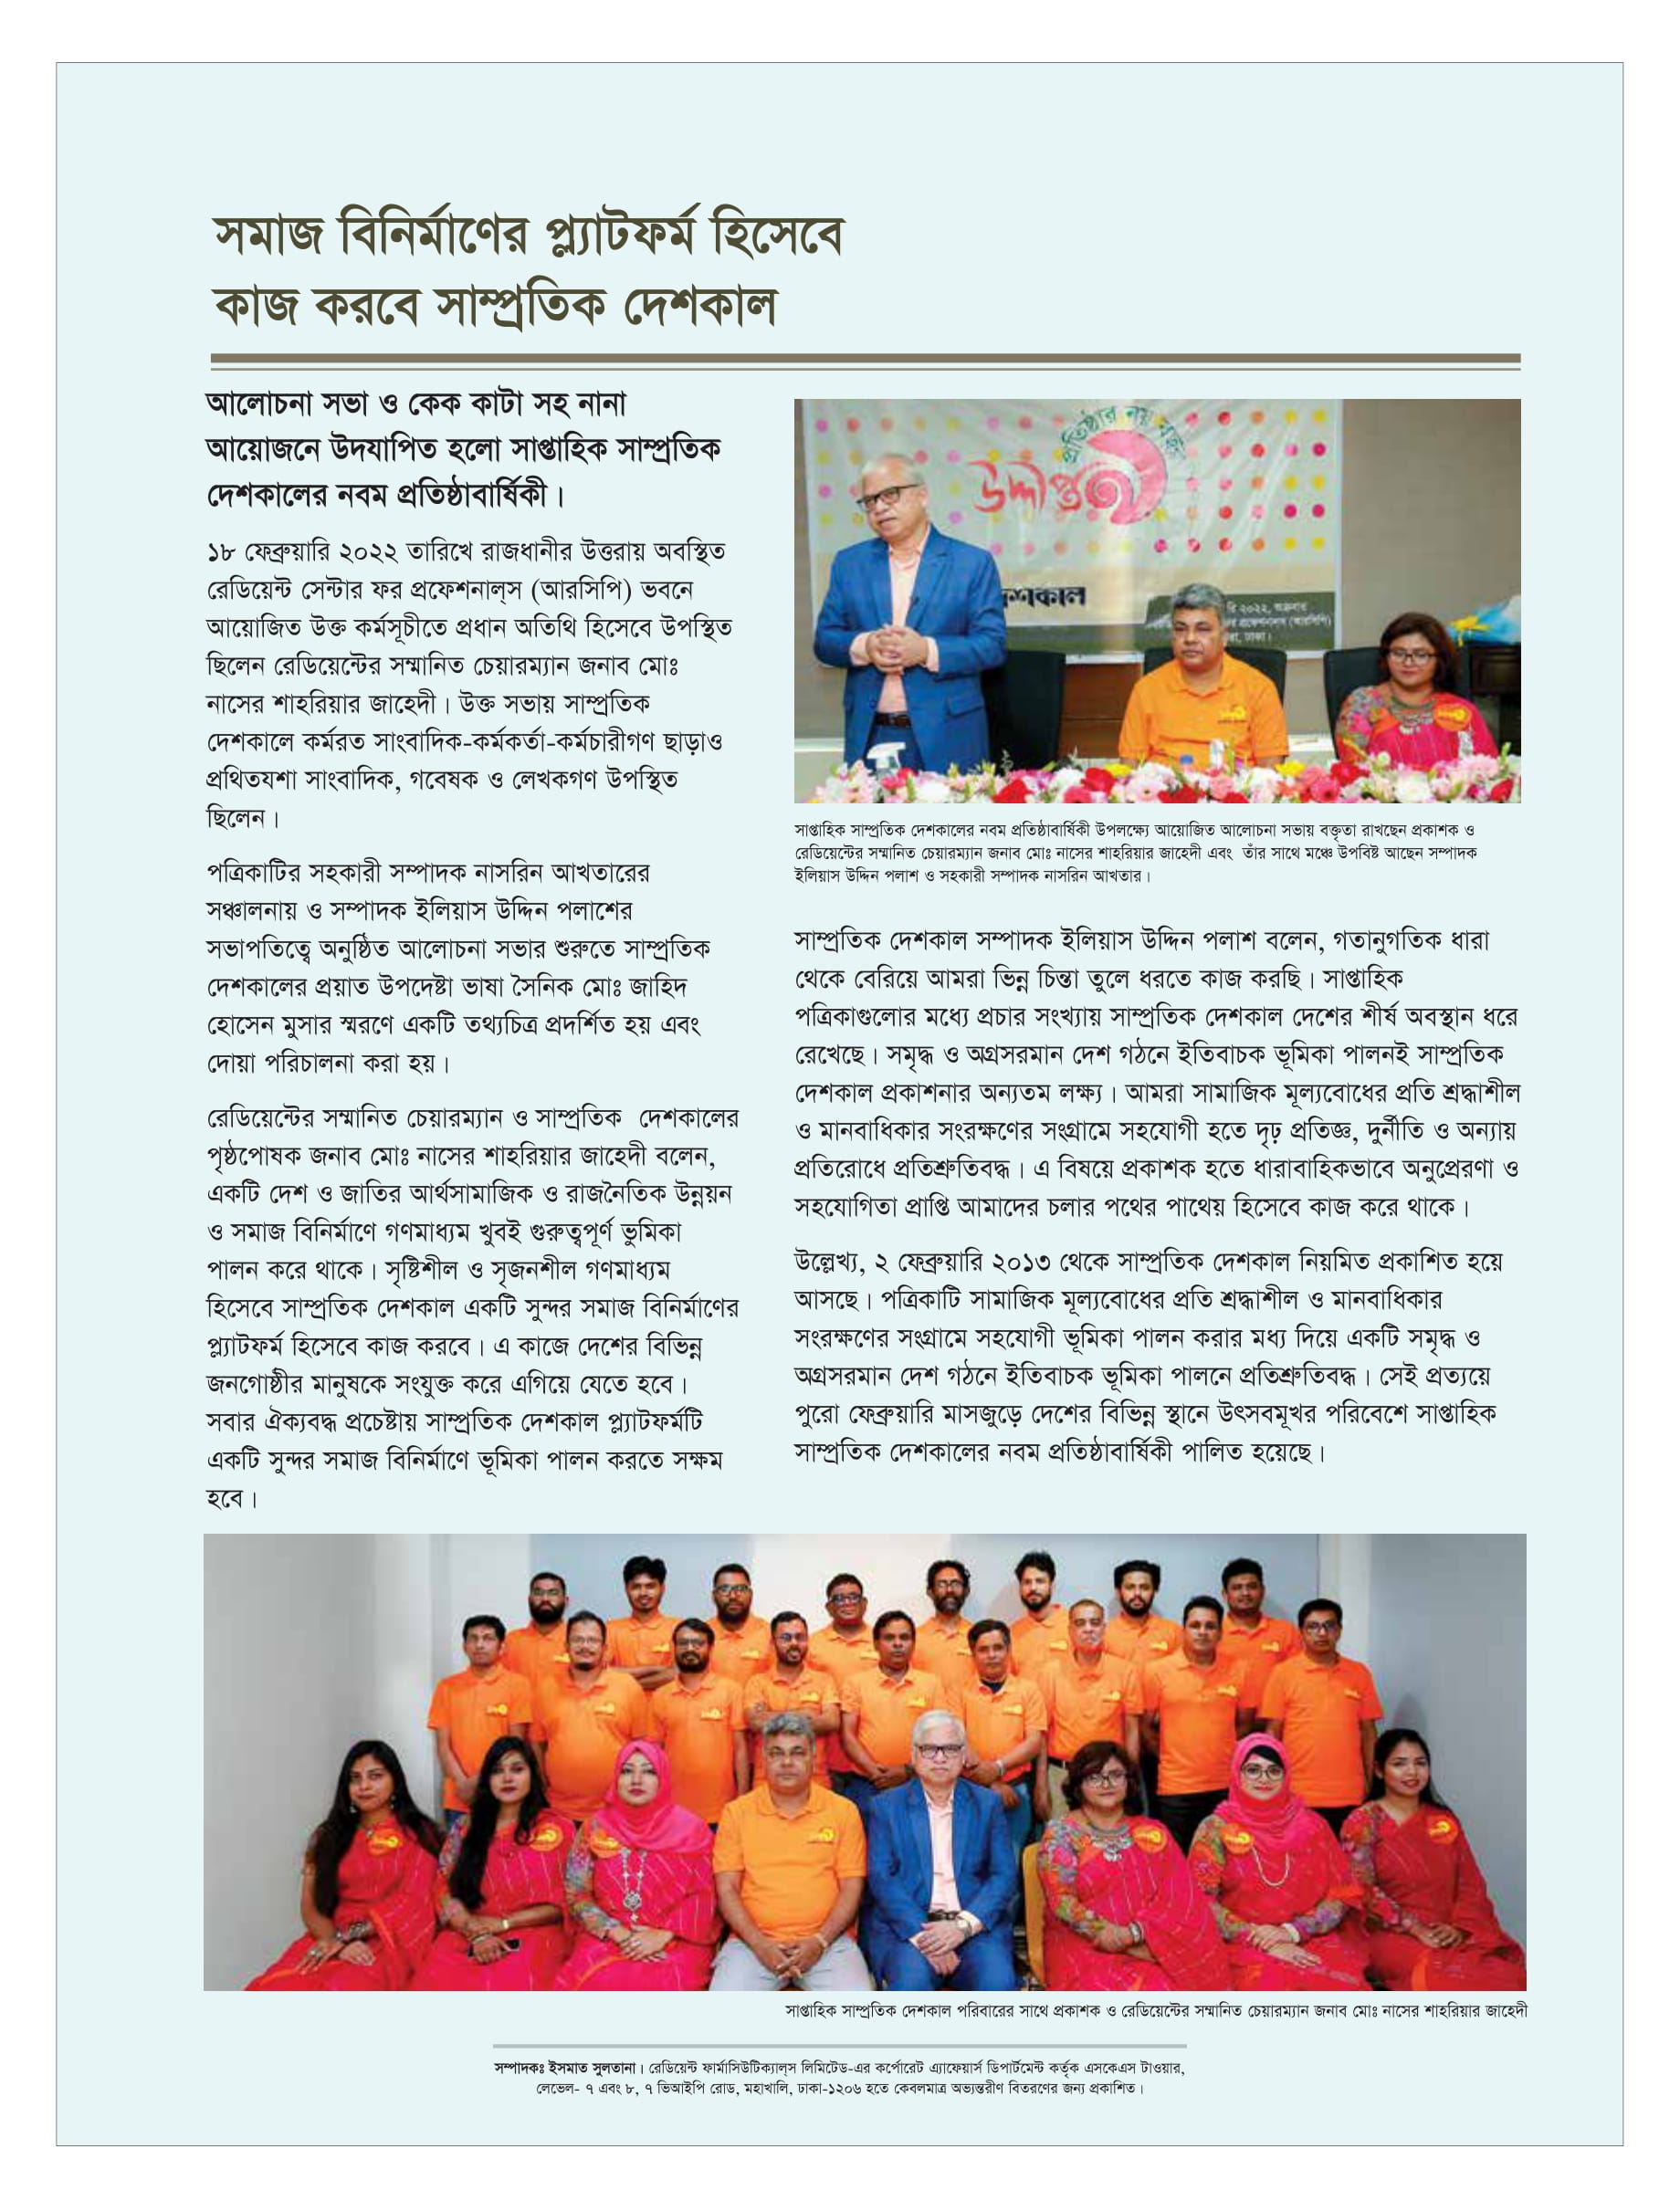 সমাজ বিনির্মাণের প্ল্যাটফর্ম হিসেবে
কাজ করবে সাম্প্রতিক দেশকাল
আলোচনা সভা ও কেক কাটা সহ নানা
আয়োজনে উদযাপিত হলো সাপ্তাহিক সাম্প্রতিক
দেশকালের নবম প্রতিষ্ঠাবার্ষিকী।
১৮ ফেব্রুয়ারি ২০২২ তারিখে রাজধানীর উত্তরায় অবস্থিত
রেডিয়েন্ট সেন্টার ফর প্রফেশনাল্‌স (আরসিপি) ভবনে
আয়োজিত উক্ত কর্মসূচীতে প্রধান অতিথি হিসেবে উপস্থিত
ছিলেন রেডিয়েন্টের সম্মানিত চেয়ারম্যান জনাব মোঃ
নাসের শাহরিয়ার জাহেদী। উক্ত সভায় সাম্প্রতিক
দেশকালে কর্মরত সাংবাদিক-কর্মকর্তা-কর্মচারীগণ ছাড়াও
প্রথিতযশা সাংবাদিক, গবেষক ও লেখকগণ উপস্থিত
ছিলেন।
পত্রিকাটির সহকারী সম্পাদক নাসরিন আখতারের
সঞ্চালনায় ও সম্পাদক ইলিয়াস উদ্দিন পলাশের
সভাপতিত্বে অনুষ্ঠিত আলোচনা সভার শুরুতে সাম্প্রতিক
দেশকালের প্রয়াত উপদেষ্টা ভাষা সৈনিক মোঃ জাহিদ
হোসেন মুসার স্মরণে একটি তথ্যচিত্র প্রদর্শিত হয় এবং
দোয়া পরিচালনা করা হয়।
রেডিয়েন্টের সম্মানিত চেয়ারম্যান ও সাম্প্রতিক দেশকালের
পৃষ্ঠপোষক জনাব মোঃ নাসের শাহরিয়ার জাহেদী বলেন,
একটি দেশ ও জাতির আর্থসামাজিক ও রাজনৈতিক উন্নয়ন
ও সমাজ বিনির্মাণে গণমাধ্যম খুবই গুরুত্বপূর্ণ ভুমিকা
পালন করে থাকে। সৃষ্টিশীল ও সৃজনশীল গণমাধ্যম
হিসেবে সাম্প্রতিক দেশকাল একটি সুন্দর সমাজ বিনির্মাণের
প্ল্যাটফর্ম হিসেবে কাজ করবে। এ কাজে দেশের বিভিন্ন
জনগোষ্ঠীর মানুষকে সংযুক্ত করে এগিয়ে যেতে হবে।
সবার ঐক্যবদ্ধ প্রচেষ্টায় সাম্প্রতিক দেশকাল প্ল্যাটফর্মটি
একটি সুন্দর সমাজ বিনির্মাণে ভূমিকা পালন করতে সক্ষম
হবে।
প্রতিষ্ঠার নয় বছর
উদ্দীপ্ত ৯
দেশকাল
রি ২০২২, শুক্রবার
র প্রফেশনাল্‌স (আরসিপি)
রা, ঢাকা।
সাপ্তাহিক সাম্প্রতিক দেশকালের নবম প্রতিষ্ঠাবার্ষিকী উপলক্ষ্যে আয়োজিত আলোচনা সভায় বক্তৃতা রাখছেন প্রকাশক ও
রেডিয়েন্টের সম্মানিত চেয়ারম্যান জনাব মোঃ নাসের শাহরিয়ার জাহেদী এবং তাঁর সাথে মঞ্চে উপবিষ্ট আছেন সম্পাদক
ইলিয়াস উদ্দিন পলাশ ও সহকারী সম্পাদক নাসরিন আখতার।
সাম্প্রতিক দেশকাল সম্পাদক ইলিয়াস উদ্দিন পলাশ বলেন, গতানুগতিক ধারা
থেকে বেরিয়ে আমরা ভিন্ন চিন্তা তুলে ধরতে কাজ করছি। সাপ্তাহিক
পত্রিকাগুলোর মধ্যে প্রচার সংখ্যায় সাম্প্রতিক দেশকাল দেশের শীর্ষ অবস্থান ধরে
রেখেছে। সমৃদ্ধ ও অগ্রসরমান দেশ গঠনে ইতিবাচক ভূমিকা পালনই সাম্প্রতিক
দেশকাল প্রকাশনার অন্যতম লক্ষ্য। আমরা সামাজিক মূল্যবোধের প্রতি শ্রদ্ধাশীল
ও মানবাধিকার সংরক্ষণের সংগ্রামে সহযোগী হতে দৃঢ় প্রতিজ্ঞ, দুর্নীতি ও অন্যায়
প্রতিরোধে প্রতিশ্রুতিবদ্ধ। এ বিষয়ে প্রকাশক হতে ধারাবাহিকভাবে অনুপ্রেরণা ও
সহযোগিতা প্রাপ্তি আমাদের চলার পথের পাথেয় হিসেবে কাজ করে থাকে।
উল্লেখ্য, ২ ফেব্রুয়ারি ২০১৩ থেকে সাম্প্রতিক দেশকাল নিয়মিত প্রকাশিত হয়ে
আসছে। পত্রিকাটি সামাজিক মূল্যবোধের প্রতি শ্রদ্ধাশীল ও মানবাধিকার
সংরক্ষণের সংগ্রামে সহযোগী ভূমিকা পালন করার মধ্য দিয়ে একটি সমৃদ্ধ ও
অগ্রসরমান দেশ গঠনে ইতিবাচক ভূমিকা পালনে প্রতিশ্রুতিবদ্ধ। সেই প্রত্যয়ে
পুরো ফেব্রুয়ারি মাসজুড়ে দেশের বিভিন্ন স্থানে উৎসবমূখর পরিবেশে সাপ্তাহিক
সাম্প্রতিক দেশকালের নবম প্রতিষ্ঠাবার্ষিকী পালিত হয়েছে।
সাপ্তাহিক সাম্প্রতিক দেশকাল পরিবারের সাথে প্রকাশক ও রেডিয়েন্টের সম্মানিত চেয়ারম্যান জনাব মোঃ নাসের শাহরিয়ার জাহেদী
সম্পাদকঃ ইসমাত সুলতানা। রেডিয়েন্ট ফার্মাসিউটিক্যাল্‌স লিমিটেড-এর কর্পোরেট এ্যাফেয়ার্স ডিপার্টমেন্ট কর্তৃক এসকেএস টাওয়ার,
লেভেল- ৭ এবং ৮, ৭ ভিআইপি রোড, মহাখালি, ঢাকা-১২০৬ হতে কেবলমাত্র অভ্যন্তরীণ বিতরণের জন্য প্রকাশিত।